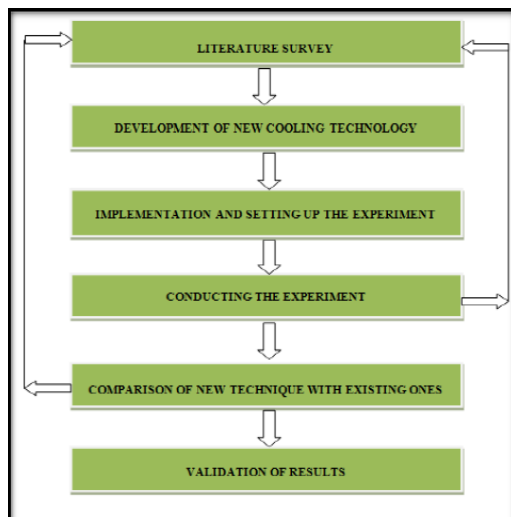 LITERATURE SURVEY
DEVELOPMENT OF NEW COOLING TECHNOLOGY
IMPLEMENTATION AND SETTING UP THE EXPERIMENT
CONDUCTING THE EXPERIMENT
COMPARISON OF NEW TECHNIQUE WITH EXISTING ONES
VALIDATION OF RESULTS